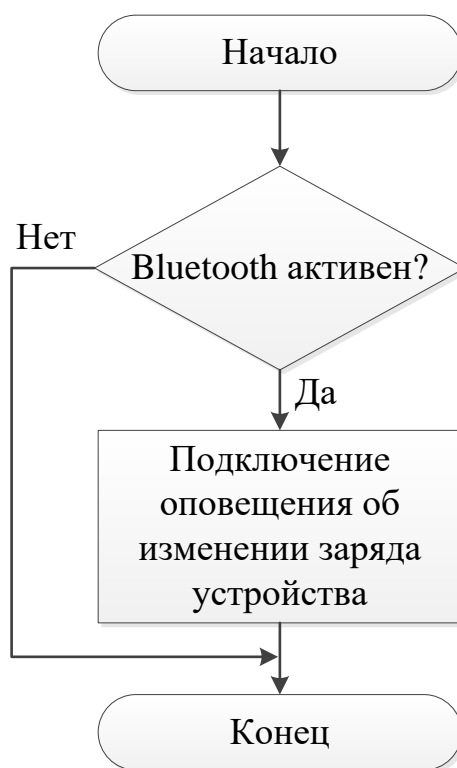 Начало
Нет
Bluetooth активен?
Да
Подключение
оповещения об
изменении заряда
устройства
Конец